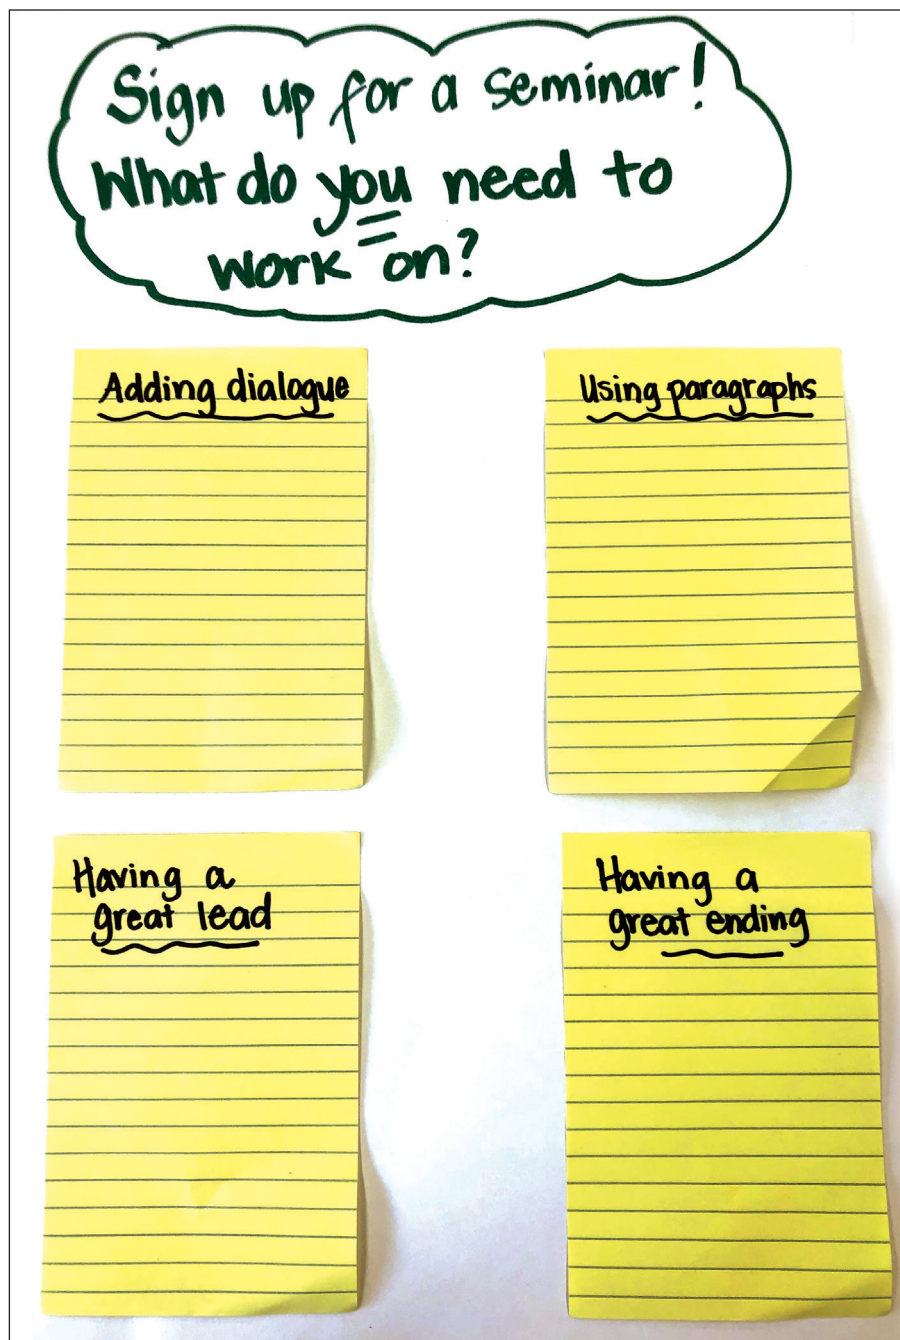 Sign up for a seminar!
What do you need to
work on?
Adding dialogue
Using paragraphs
Having a
great lead
Having a
great ending